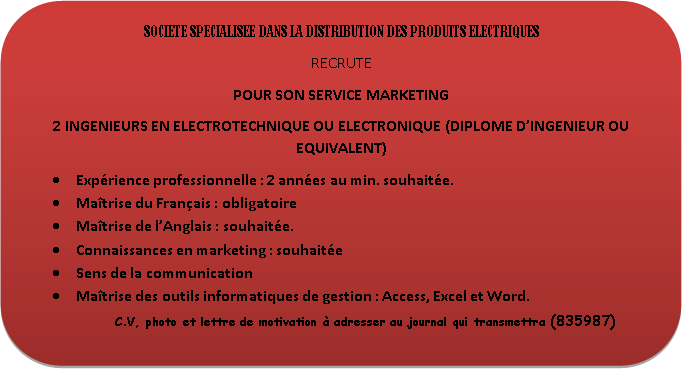 SOCIETE SPECIALISEE DANS LA DISTRIBUTION DES PRODUITS ELECTRIQUES
RECRUTE
POUR SON SERVICE MARKETING
2 INGENIEURS EN ELECTROTECHNIQUE OU ELECTRONIQUE (DIPLOME D’INGENIEUR OU
EQUIVALENT)
• Expérience professionnelle : 2 années au min. souhaitée.
• Maîtrise du Français : obligatoire
• Maîtrise de l’Anglais : souhaitée.
• Connaissances en marketing : souhaitée
• Sens de la communication
• Maîtrise des outils informatiques de gestion : Access, Excel et Word.
C.V, photo et lettre de motivation à adresser au journal qui transmettra (835987)